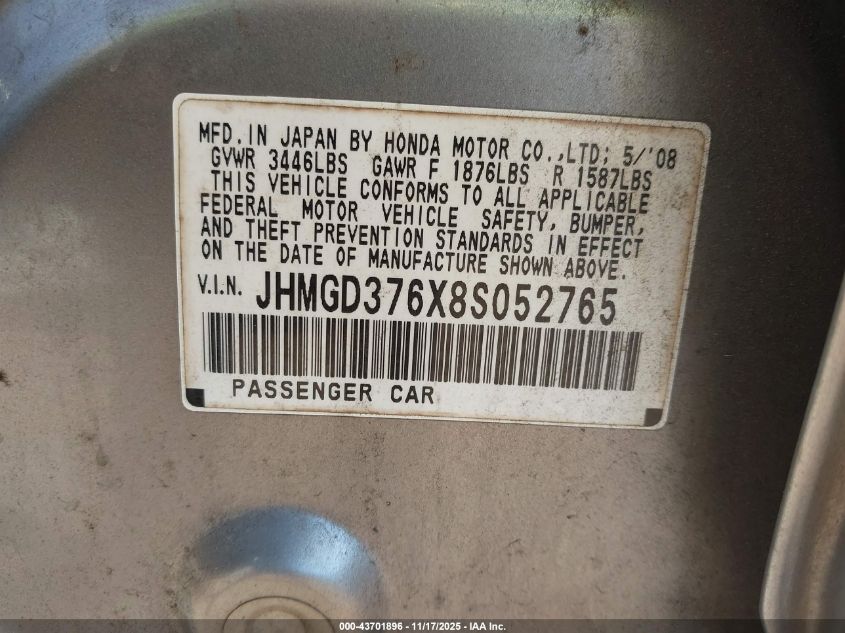 MFD.IN JAPAN BY HONDA MOTOR CO.,LTD; 5/'08
GVWR 3446LBS GAWR F 1876LBS R 1587LBS
THIS VEHICLE CONFORMS TO ALL APPLICABLE
FEDERAL MOTOR VEHICLE SAFETY, BUMPER,
AND THEFT PREVENTION STANDARDS IN EFFECT
ON THE DATE OF MANUFACTURE SHOWN ABOVE.
V.I.N. JHMGD376X8S052765
PASSENGER CAR
000-43701896 - 11/17/2025 - IAA Inc.